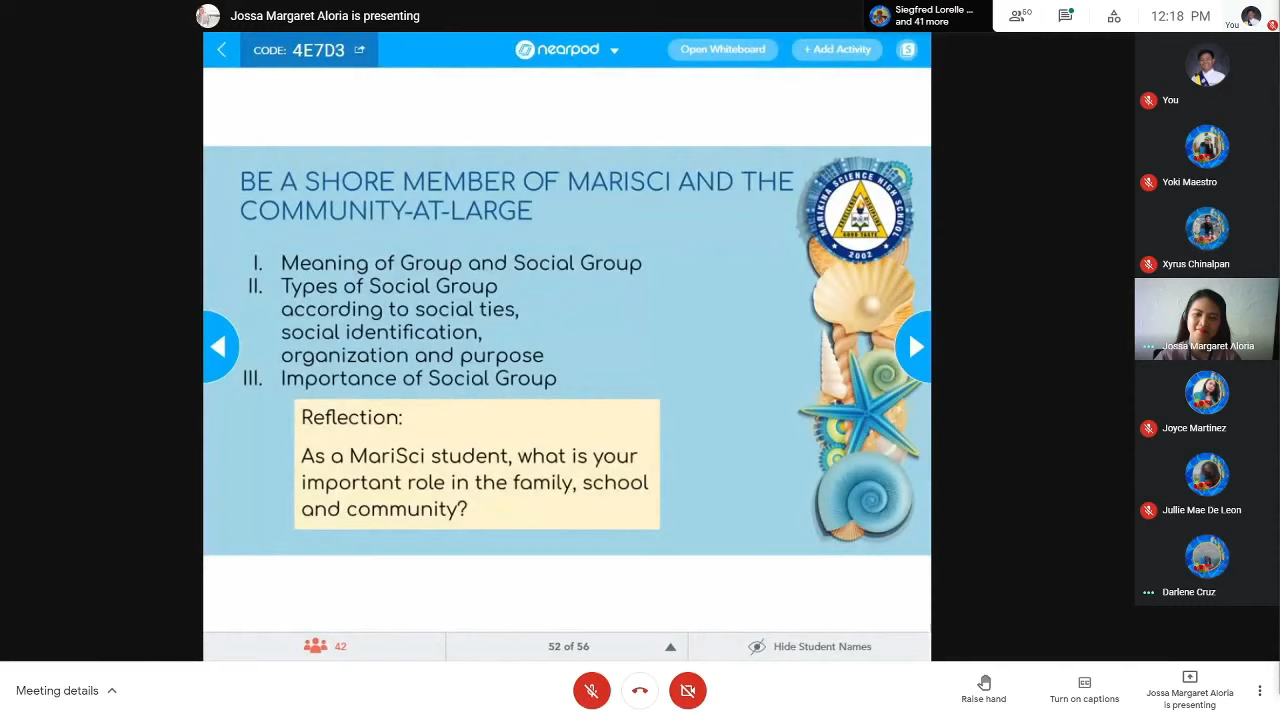 Jossa Margaret Aloria is presenting
Siegfred Lorelle ...
and 41 more
50
12:18 PM
You
CODE: 4E7D3
nearpod
Open Whiteboard
+ Add Activity
S
BE A SHORE MEMBER OF MARISCI AND THE
COMMUNITY-AT-LARGE
MARIKINA SCIENCE HIGH SCHOOL
EXCELLENCE
DISCIPLINE
GOOD TASTE
2002
I. Meaning of Group and Social Group
II. Types of Social Group
according to social ties,
social identification,
organization and purpose
III. Importance of Social Group
Reflection:
As a MariSci student, what is your
important role in the family, school
and community?
42
52 of 56
Hide Student Names
You
Yoki Maestro
Xyrus Chinalpan
Jossa Margaret Aloria
Joyce Martinez
Jullie Mae De Leon
Darlene Cruz
Meeting details
Raise hand
Turn on captions
Jossa Margaret Aloria
is presenting